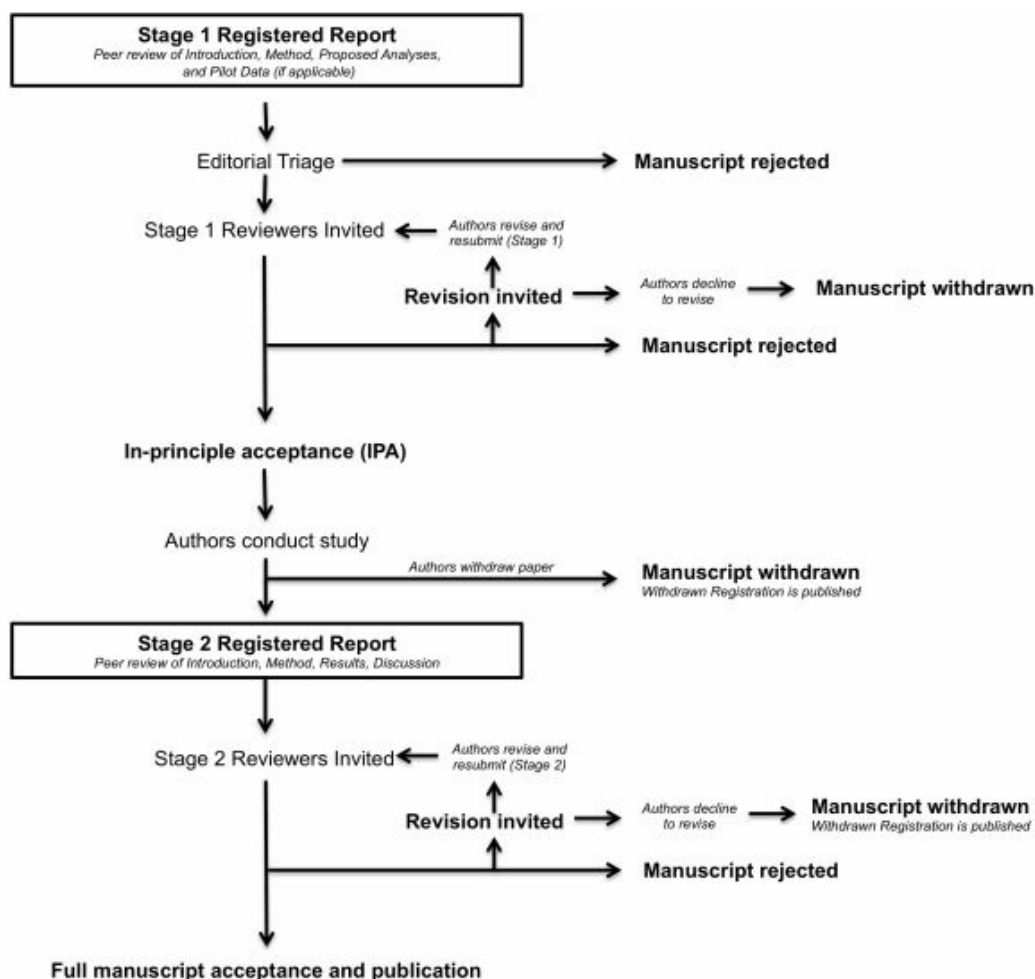 Stage 1 Registered Report
Peer review of Introduction, Method, Proposed Analyses,
and Pilot Data (if applicable)
Editorial Triage
Manuscript rejected
Stage 1 Reviewers Invited
Authors revise and
resubmit (Stage 1)
Revision invited
Authors decline
to revise
Manuscript withdrawn
Manuscript rejected
In-principle acceptance (IPA)
Authors conduct study
Authors withdraw paper
Manuscript withdrawn
Withdrawn Registration is published
Stage 2 Registered Report
Peer review of Introduction, Method, Results, Discussion
Stage 2 Reviewers Invited
Authors revise and
resubmit (Stage 2)
Revision invited
Authors decline
to revise
Manuscript withdrawn
Withdrawn Registration is published
Manuscript rejected
Full manuscript acceptance and publication